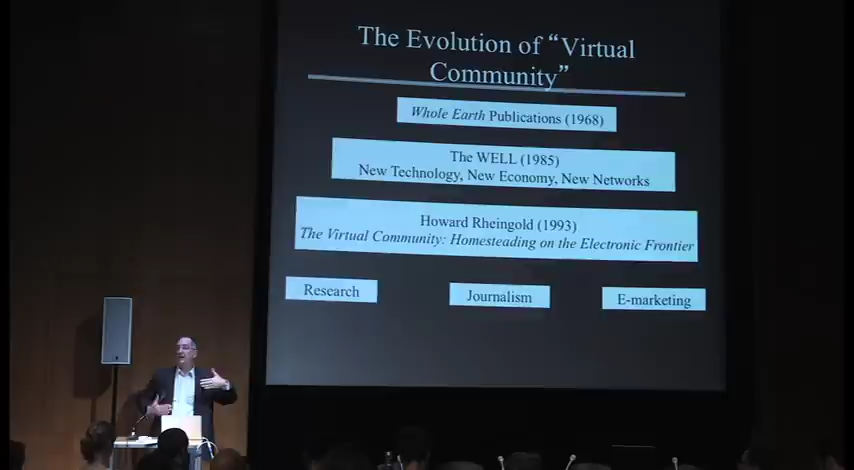 The Evolution of “Virtual
Community”
Whole Earth Publications (1968)
The WELL (1985)
New Technology, New Economy, New Networks
Howard Rheingold (1993)
The Virtual Community: Homesteading on the Electronic Frontier
Research
Journalism
E-marketing